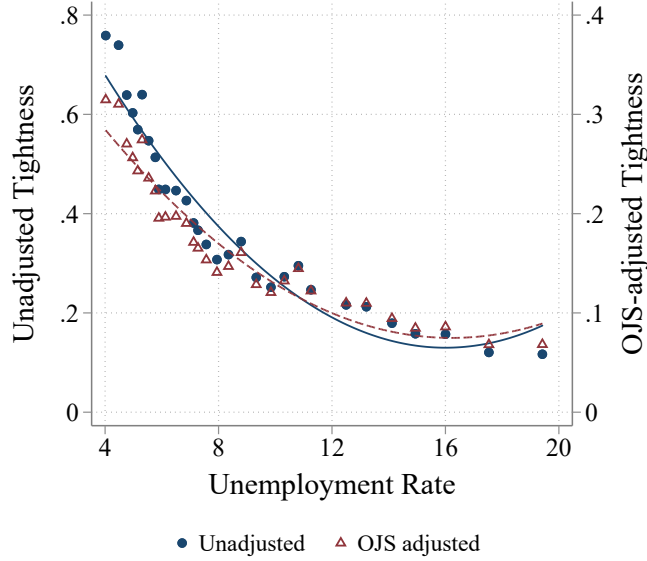 .8
.6
.4
.2
0
Unadjusted Tightness
.4
.3
.2
.1
0
OJS-adjusted Tightness
4 8 12 16 20
Unemployment Rate
Unadjusted OJS adjusted